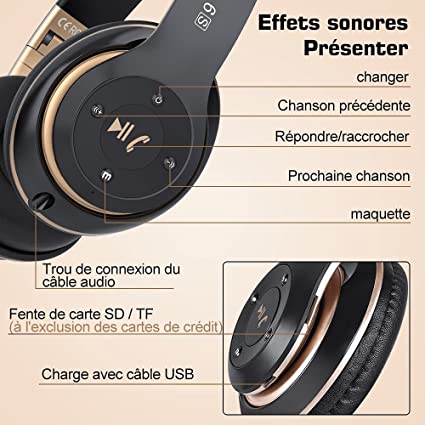 Effets sonores
Présenter
CE
S6
changer
Chanson précédente
Répondre/raccrocher
Prochaine chanson
maquette
m
Trou de connexion du
câble audio
Fente de carte SD / TF
(à l'exclusion des cartes de crédit)
Charge avec câble USB